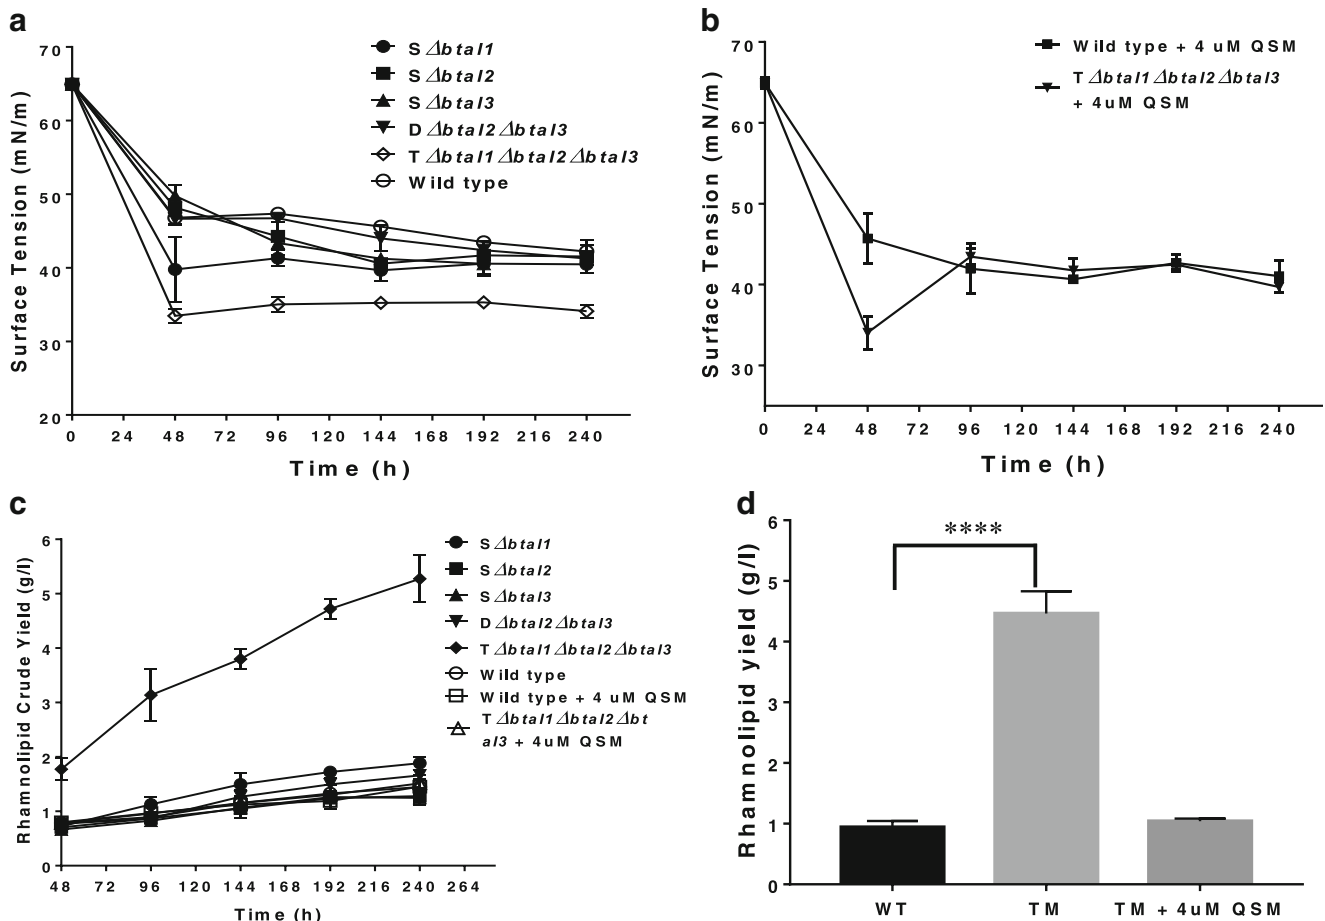 a
70
60
50
40
30
20
0 24 48 72 96 120 144 168 192 216 240
Surface Tension (mN/m)
Time (h)
S Δbtal1
S Δbtal2
S Δbtal3
D Δbtal2Δbtal3
T Δbtal1Δbtal2Δbtal3
Wild type
b
70
60
50
40
30
0 24 48 72 96 120 144 168 192 216 240
Surface Tension (mN/m)
Time (h)
Wild type + 4 uM QSM
T Δbtal1Δbtal2Δbtal3
+ 4uM QSM
c
6
5
4
3
2
1
0
48 72 96 120 144 168 192 216 240 264
Rhamnolipid Crude Yield (g/l)
Time (h)
S Δbtal1
S Δbtal2
S Δbtal3
D Δbtal2Δbtal3
T Δbtal1Δbtal2Δbtal3
Wild type
Wild type + 4 uM QSM
T Δbtal1Δbtal2Δbt
al3 + 4uM QSM
d
6
5
4
3
2
1
0
Rhamnolipid yield (g/l)
****
WT TM TM + 4uM QSM